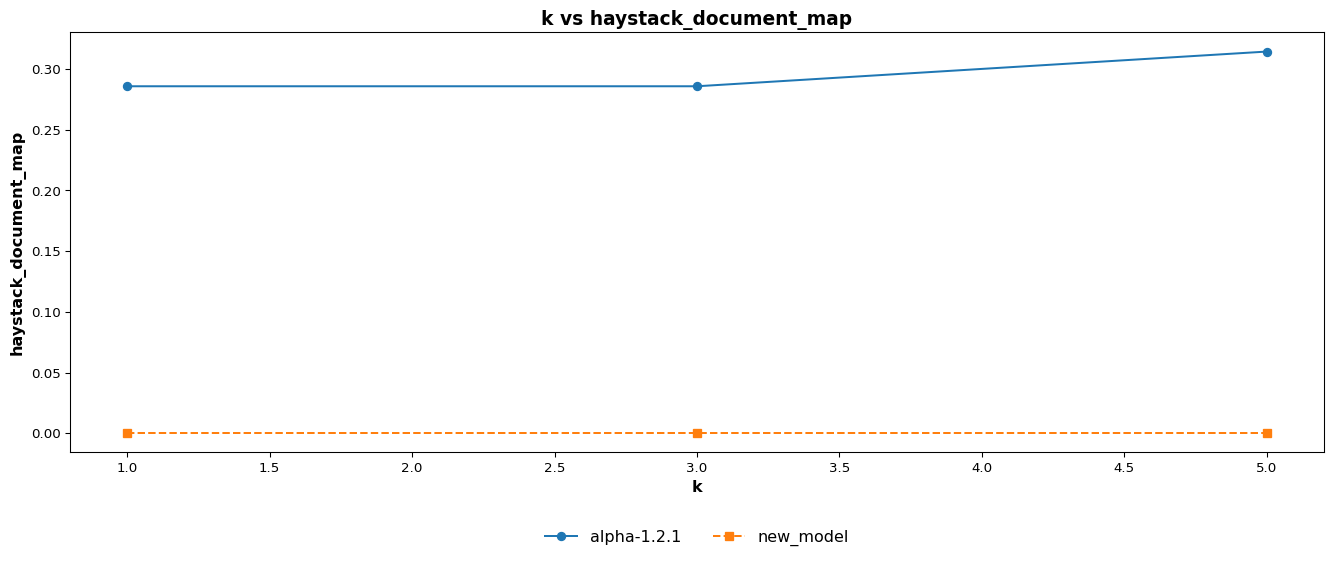 k vs haystack_document_map
haystack_document_map
0.30
0.25
0.20
0.15
0.10
0.05
0.00
1.0 1.5 2.0 2.5 3.0 3.5 4.0 4.5 5.0
k
alpha-1.2.1 new_model